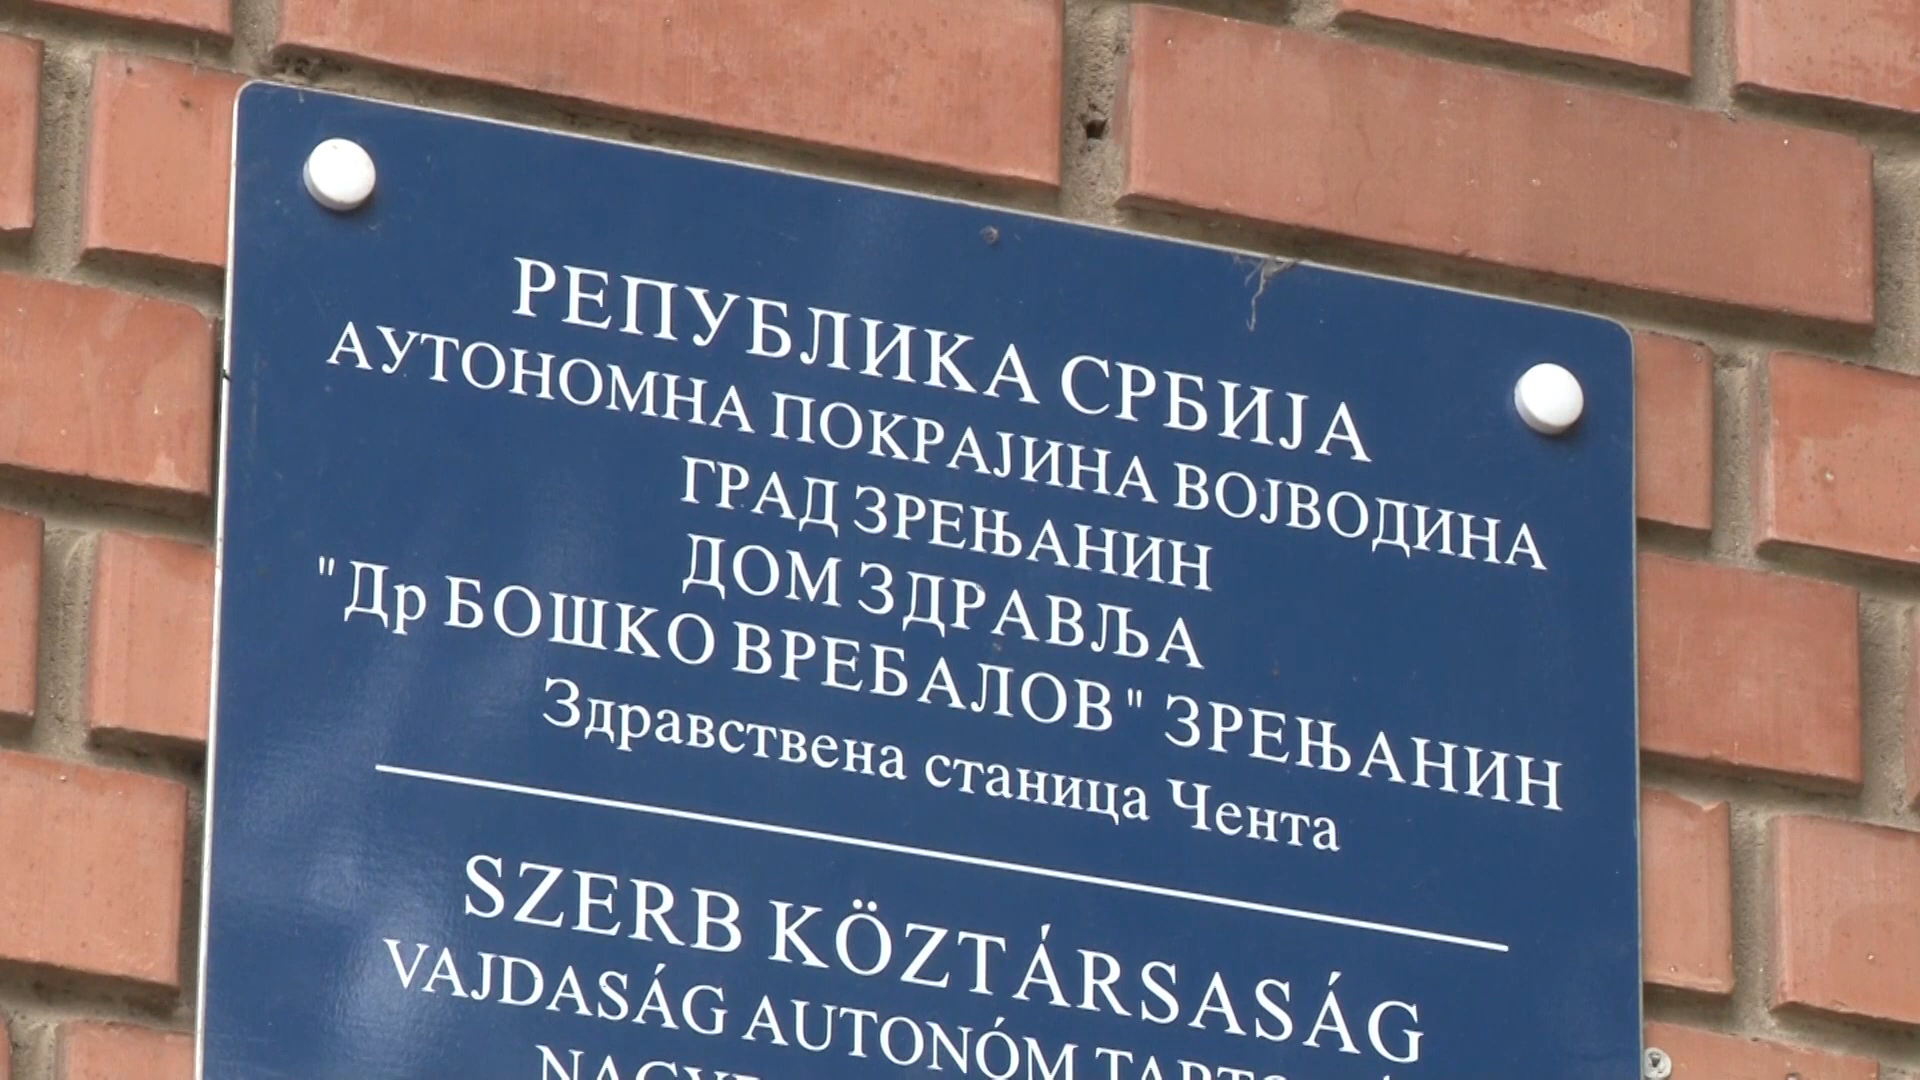 РЕПУБЛИКА СРБИЈА
АУТОНОМНА ПОКРАЈИНА ВОЈВОДИНА
ГРАД ЗРЕЊАНИН
ДОМ ЗДРАВЉА
"Др БОШКО ВРЕБАЛОВ" ЗРЕЊАНИН
Здравствена станица Чента
SZERB KÖZTÁRSASÁG
VAJDASÁG AUTONÓM